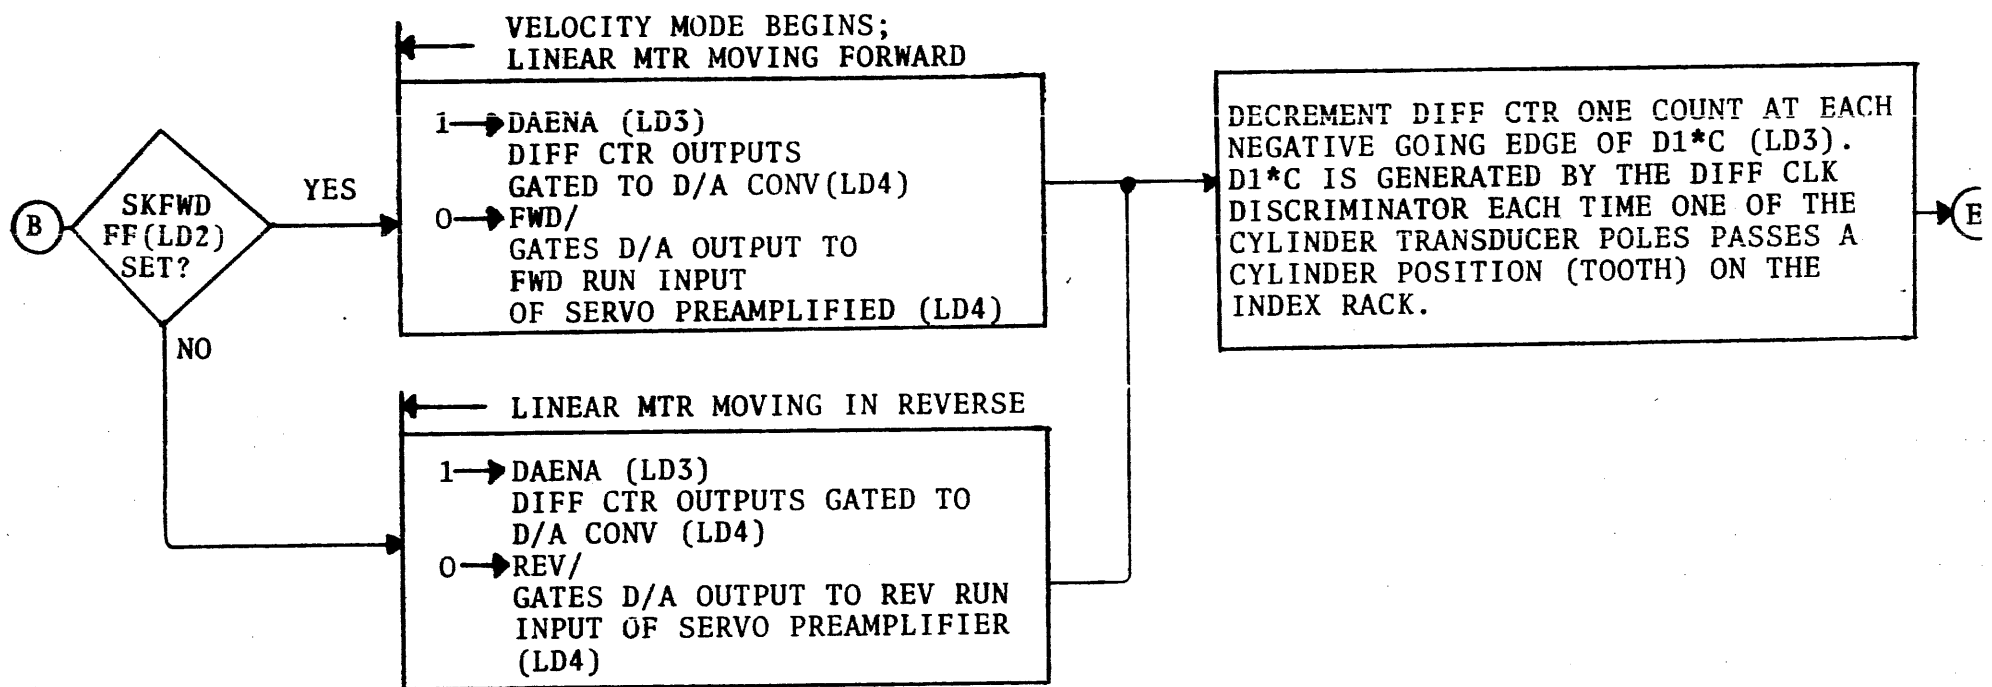 B
SKFWD
FF(LD2)
SET?
YES
NO
VELOCITY MODE BEGINS;
LINEAR MTR MOVING FORWARD
1 DAENA (LD3)
DIFF CTR OUTPUTS
GATED TO D/A CONV(LD4)
0 FWD/
GATES D/A OUTPUT TO
FWD RUN INPUT
OF SERVO PREAMPLIFIED (LD4)
LINEAR MTR MOVING IN REVERSE
1 DAENA (LD3)
DIFF CTR OUTPUTS GATED TO
D/A CONV (LD4)
0 REV/
GATES D/A OUTPUT TO REV RUN
INPUT OF SERVO PREAMPLIFIER
(LD4)
DECREMENT DIFF CTR ONE COUNT AT EACH
NEGATIVE GOING EDGE OF D1*C (LD3).
D1*C IS GENERATED BY THE DIFF CLK
DISCRIMINATOR EACH TIME ONE OF THE
CYLINDER TRANSDUCER POLES PASSES A
CYLINDER POSITION (TOOTH) ON THE
INDEX RACK.
E